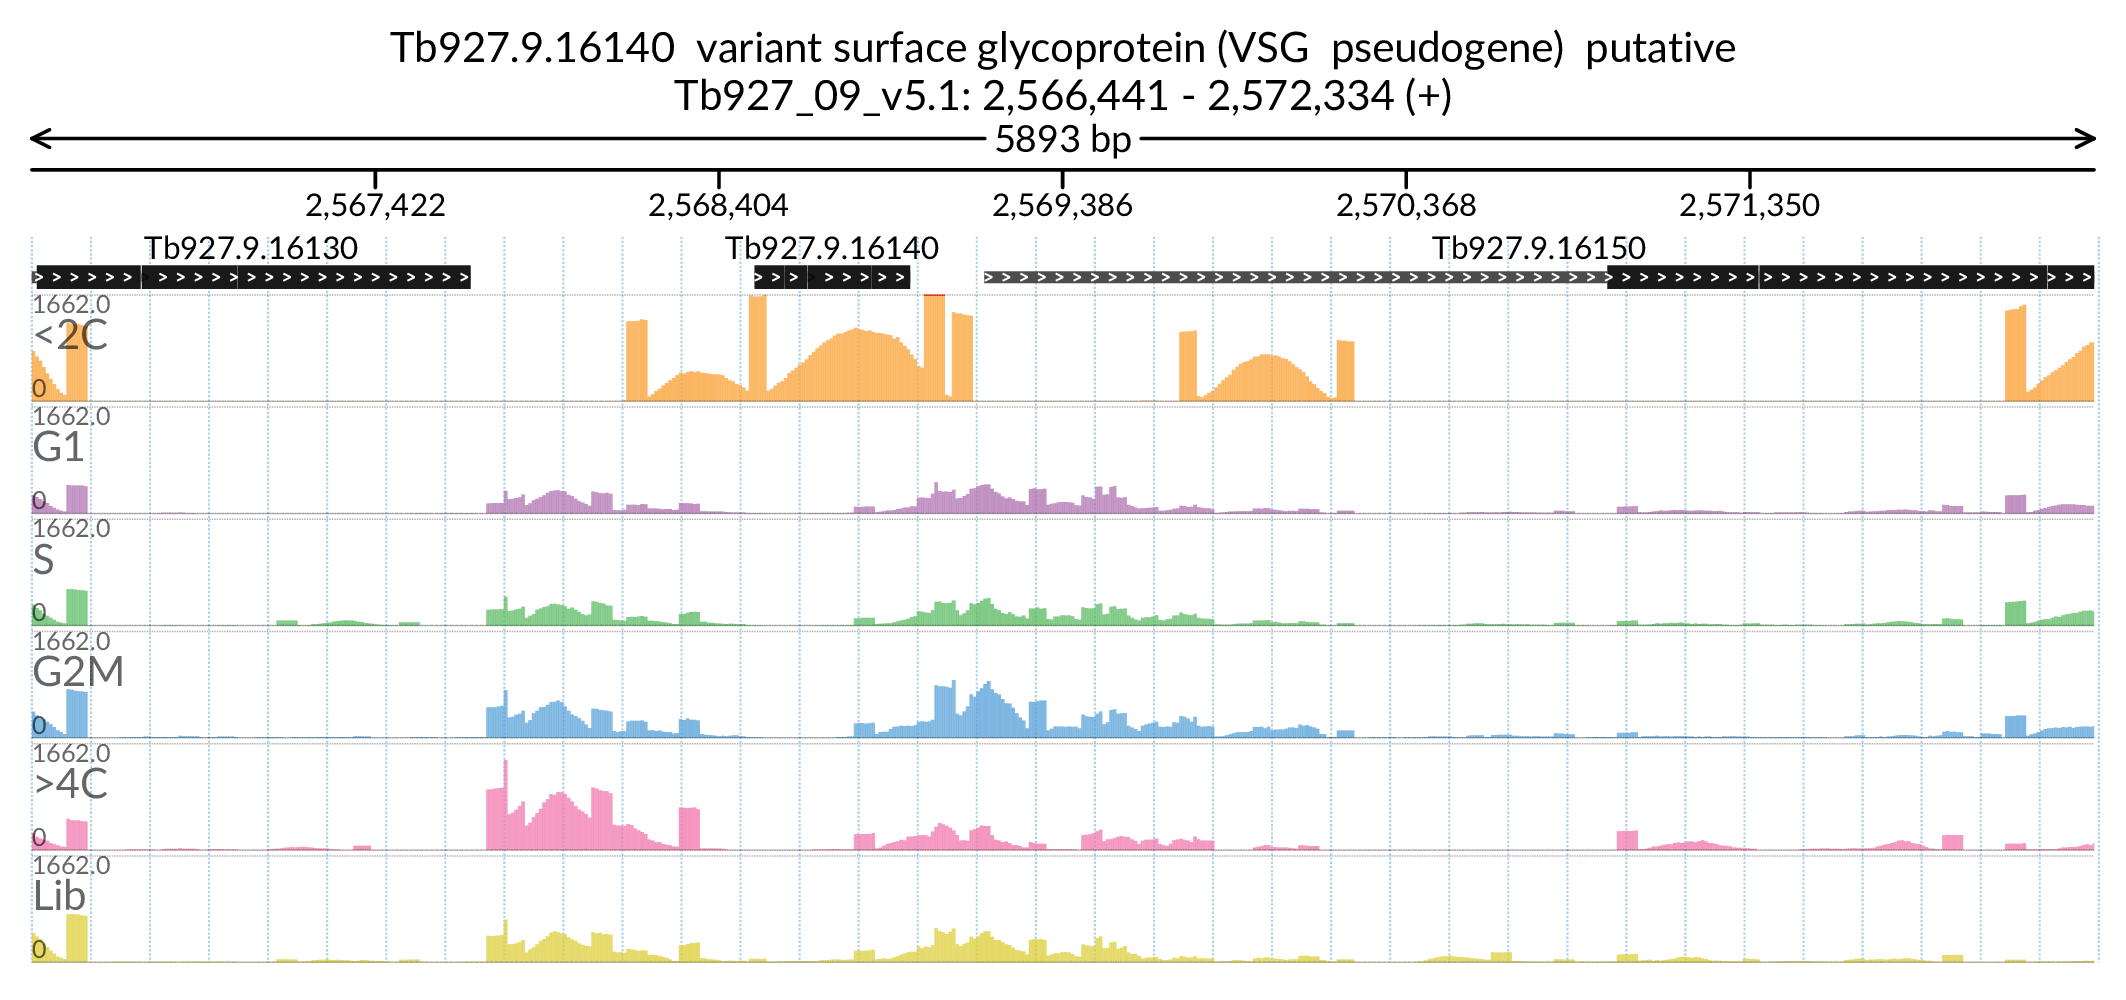 Tb927.9.16140 variant surface glycoprotein (VSG pseudogene) putative
Tb927_09_v5.1: 2,566,441 - 2,572,334 (+)
5893 bp
2,567,422 2,568,404 2,569,386 2,570,368 2,571,350
Tb927.9.16130 Tb927.9.16140 Tb927.9.16150
1662.0
<2C
0
1662.0
G1
0
1662.0
S
0
1662.0
G2M
0
1662.0
>4C
0
1662.0
Lib
0